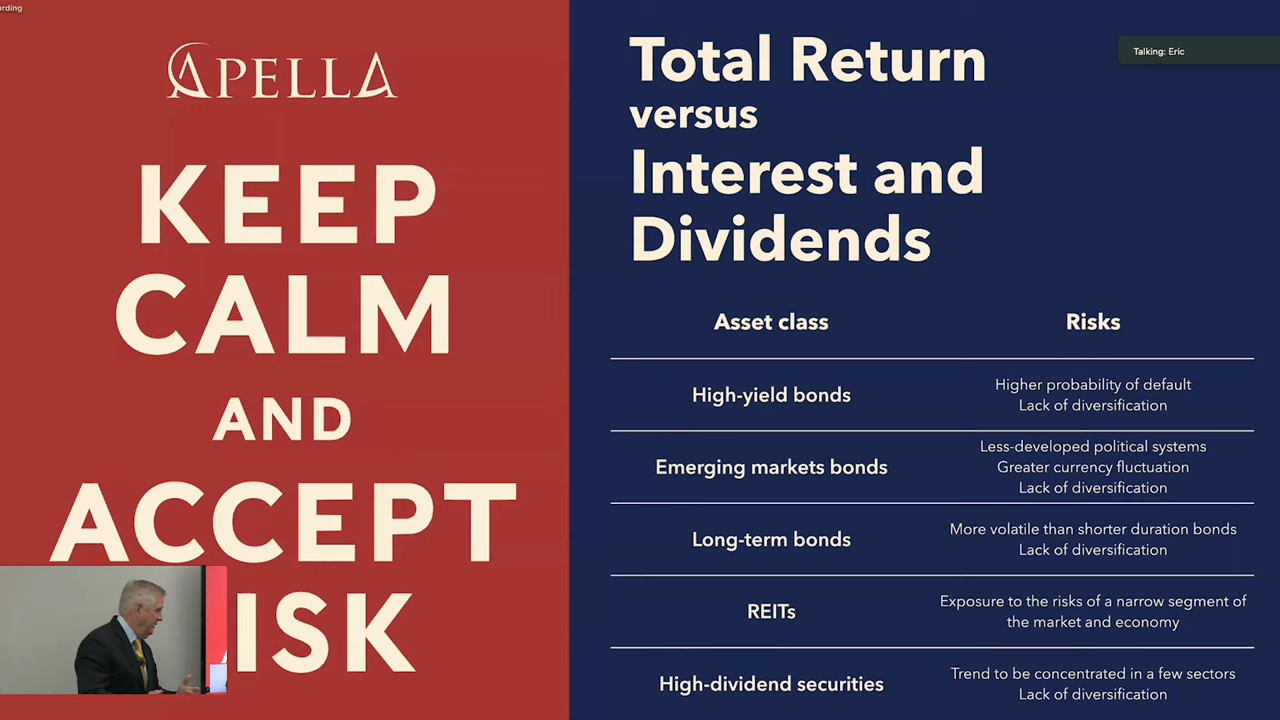 ording
APELLA
KEEP
CALM
AND
ACCEPT
ISK
Total Return
versus
Interest and
Dividends
Talking: Eric
Asset class Risks
High-yield bonds
Higher probability of default
Lack of diversification
Emerging markets bonds
Less-developed political systems
Greater currency fluctuation
Lack of diversification
Long-term bonds
More volatile than shorter duration bonds
Lack of diversification
REITs
Exposure to the risks of a narrow segment of
the market and economy
High-dividend securities
Trend to be concentrated in a few sectors
Lack of diversification